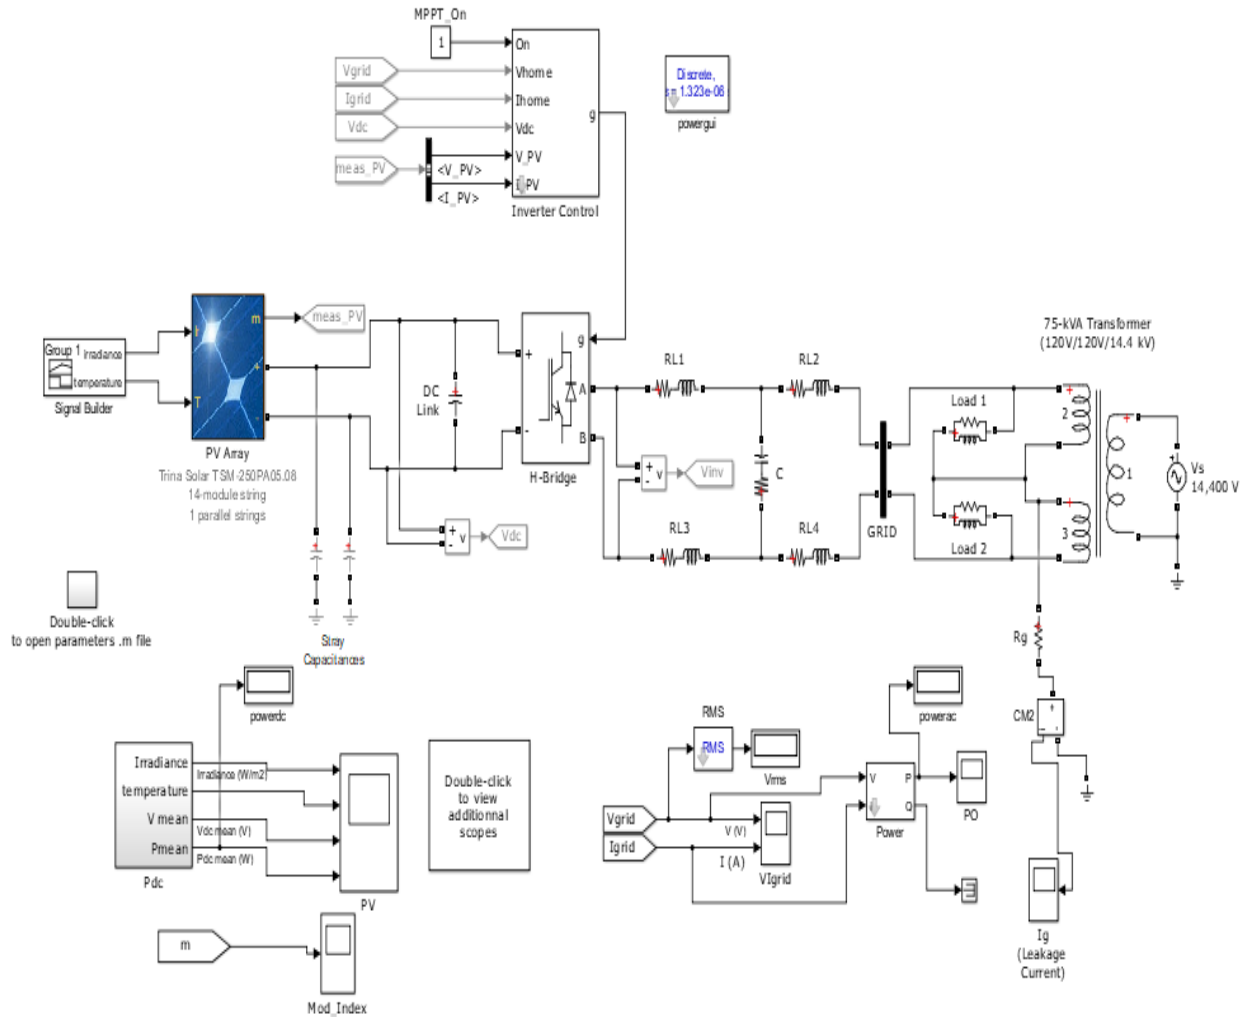 MPPT_On
1
On
Vgrid
Vhome
Igrid
Ihome
Vdc
Vdc
g
meas_PV
V_PV
<V_PV>
I_PV
<I_PV>
Inverter Control
Discrete,
s = 1.323e-06
powergui
75-kVA Transformer
(120V/120V/14.4 kV)
Group 1
Irradiance
temperature
Signal Builder
m
meas_PV
+
T
-
PV Array
Trina Solar TSM-250PA05.08
14-module string
1 parallel strings
DC
Link
+
-
g
A
B
H-Bridge
RL1
RL2
Load 1
2
1
Vs
14,400 V
+
-
v
Vinv
C
RL3
RL4
GRID
Load 2
3
+
-
v
Vdc
Double-click
to open parameters .m file
Stray
Capacitances
Rg
CM2
powerdc
Irradiance
Irradiance (W/m2)
temperature
V mean
Vdc mean (V)
Pmean
Pdc mean (W)
Pdc
PV
Double-click
to view
additionnal
scopes
RMS
RMS
Vrms
powerac
V
P
Q
Power
PO
Vgrid
V (V)
Igrid
I (A)
VIgrid
m
Mod_Index
Ig
(Leakage
Current)